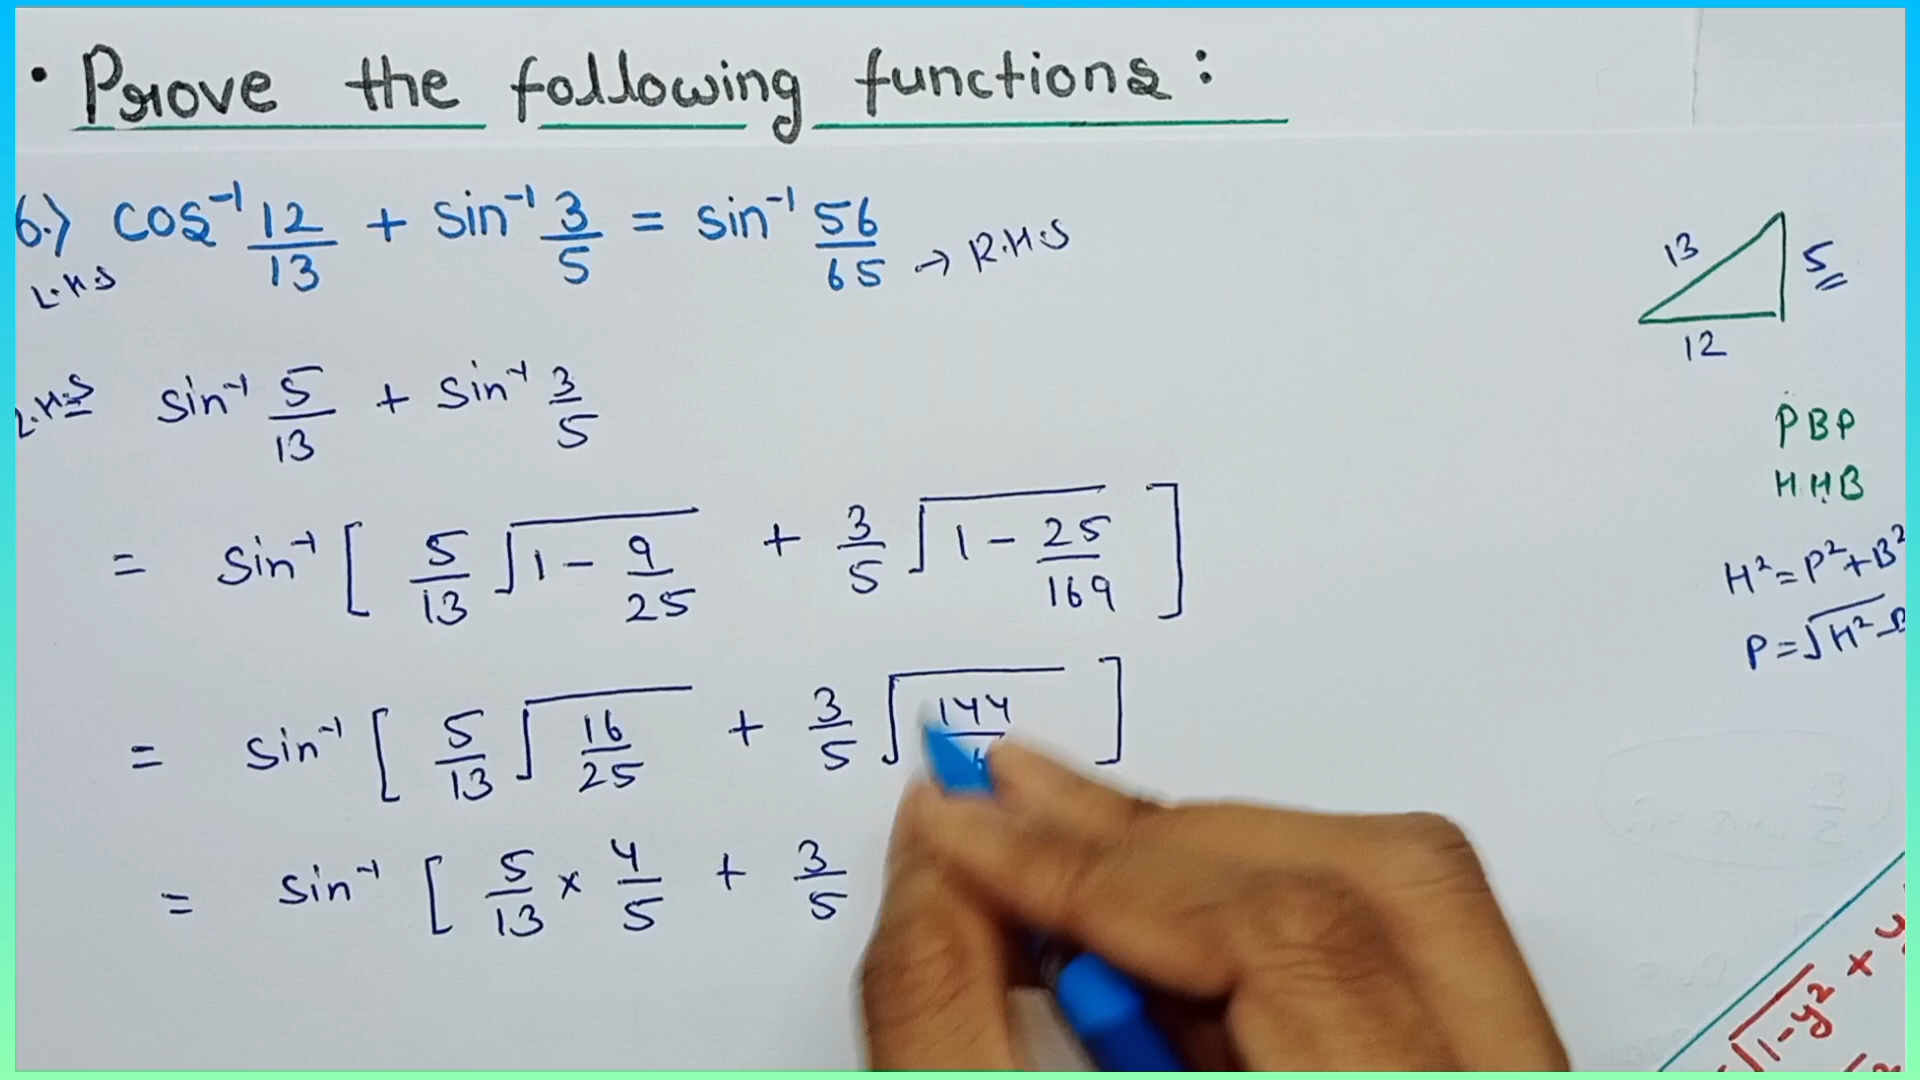 • Prove the following functions :
6.) cos⁻¹ 12/13 + sin⁻¹ 3/5 = sin⁻¹ 56/65 → R.H.S
L.H.S
L.H.S sin⁻¹ 5/13 + sin⁻¹ 3/5
= sin⁻¹ [ 5/13 √(1 - 9/25) + 3/5 √(1 - 25/169) ]
= sin⁻¹ [ 5/13 √(16/25) + 3/5 √(144/ ) ]
= sin⁻¹ [ 5/13 × 4/5 + 3/5
13 5
12
P B P
H H B
H² = P² + B²
P = √H² -
√1-y² +
x